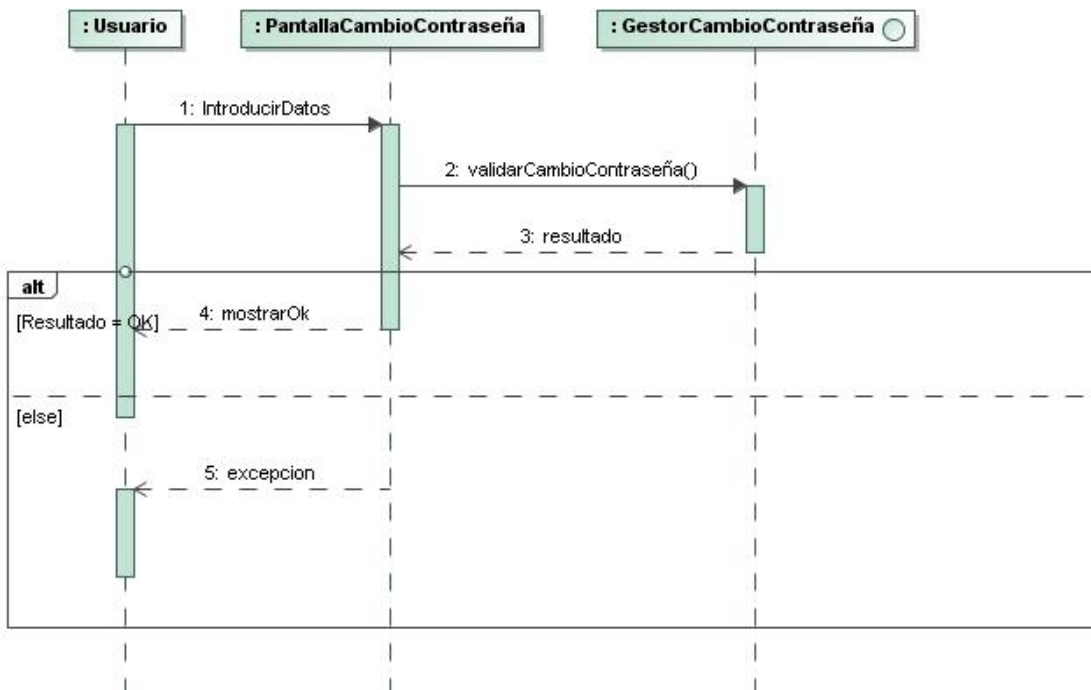 : Usuario
: PantallaCambioContraseña
: GestorCambioContraseña
1: IntroducirDatos
2: validarCambioContraseña()
3: resultado
alt
4: mostrarOk
[Resultado = OK]
[else]
5: excepcion